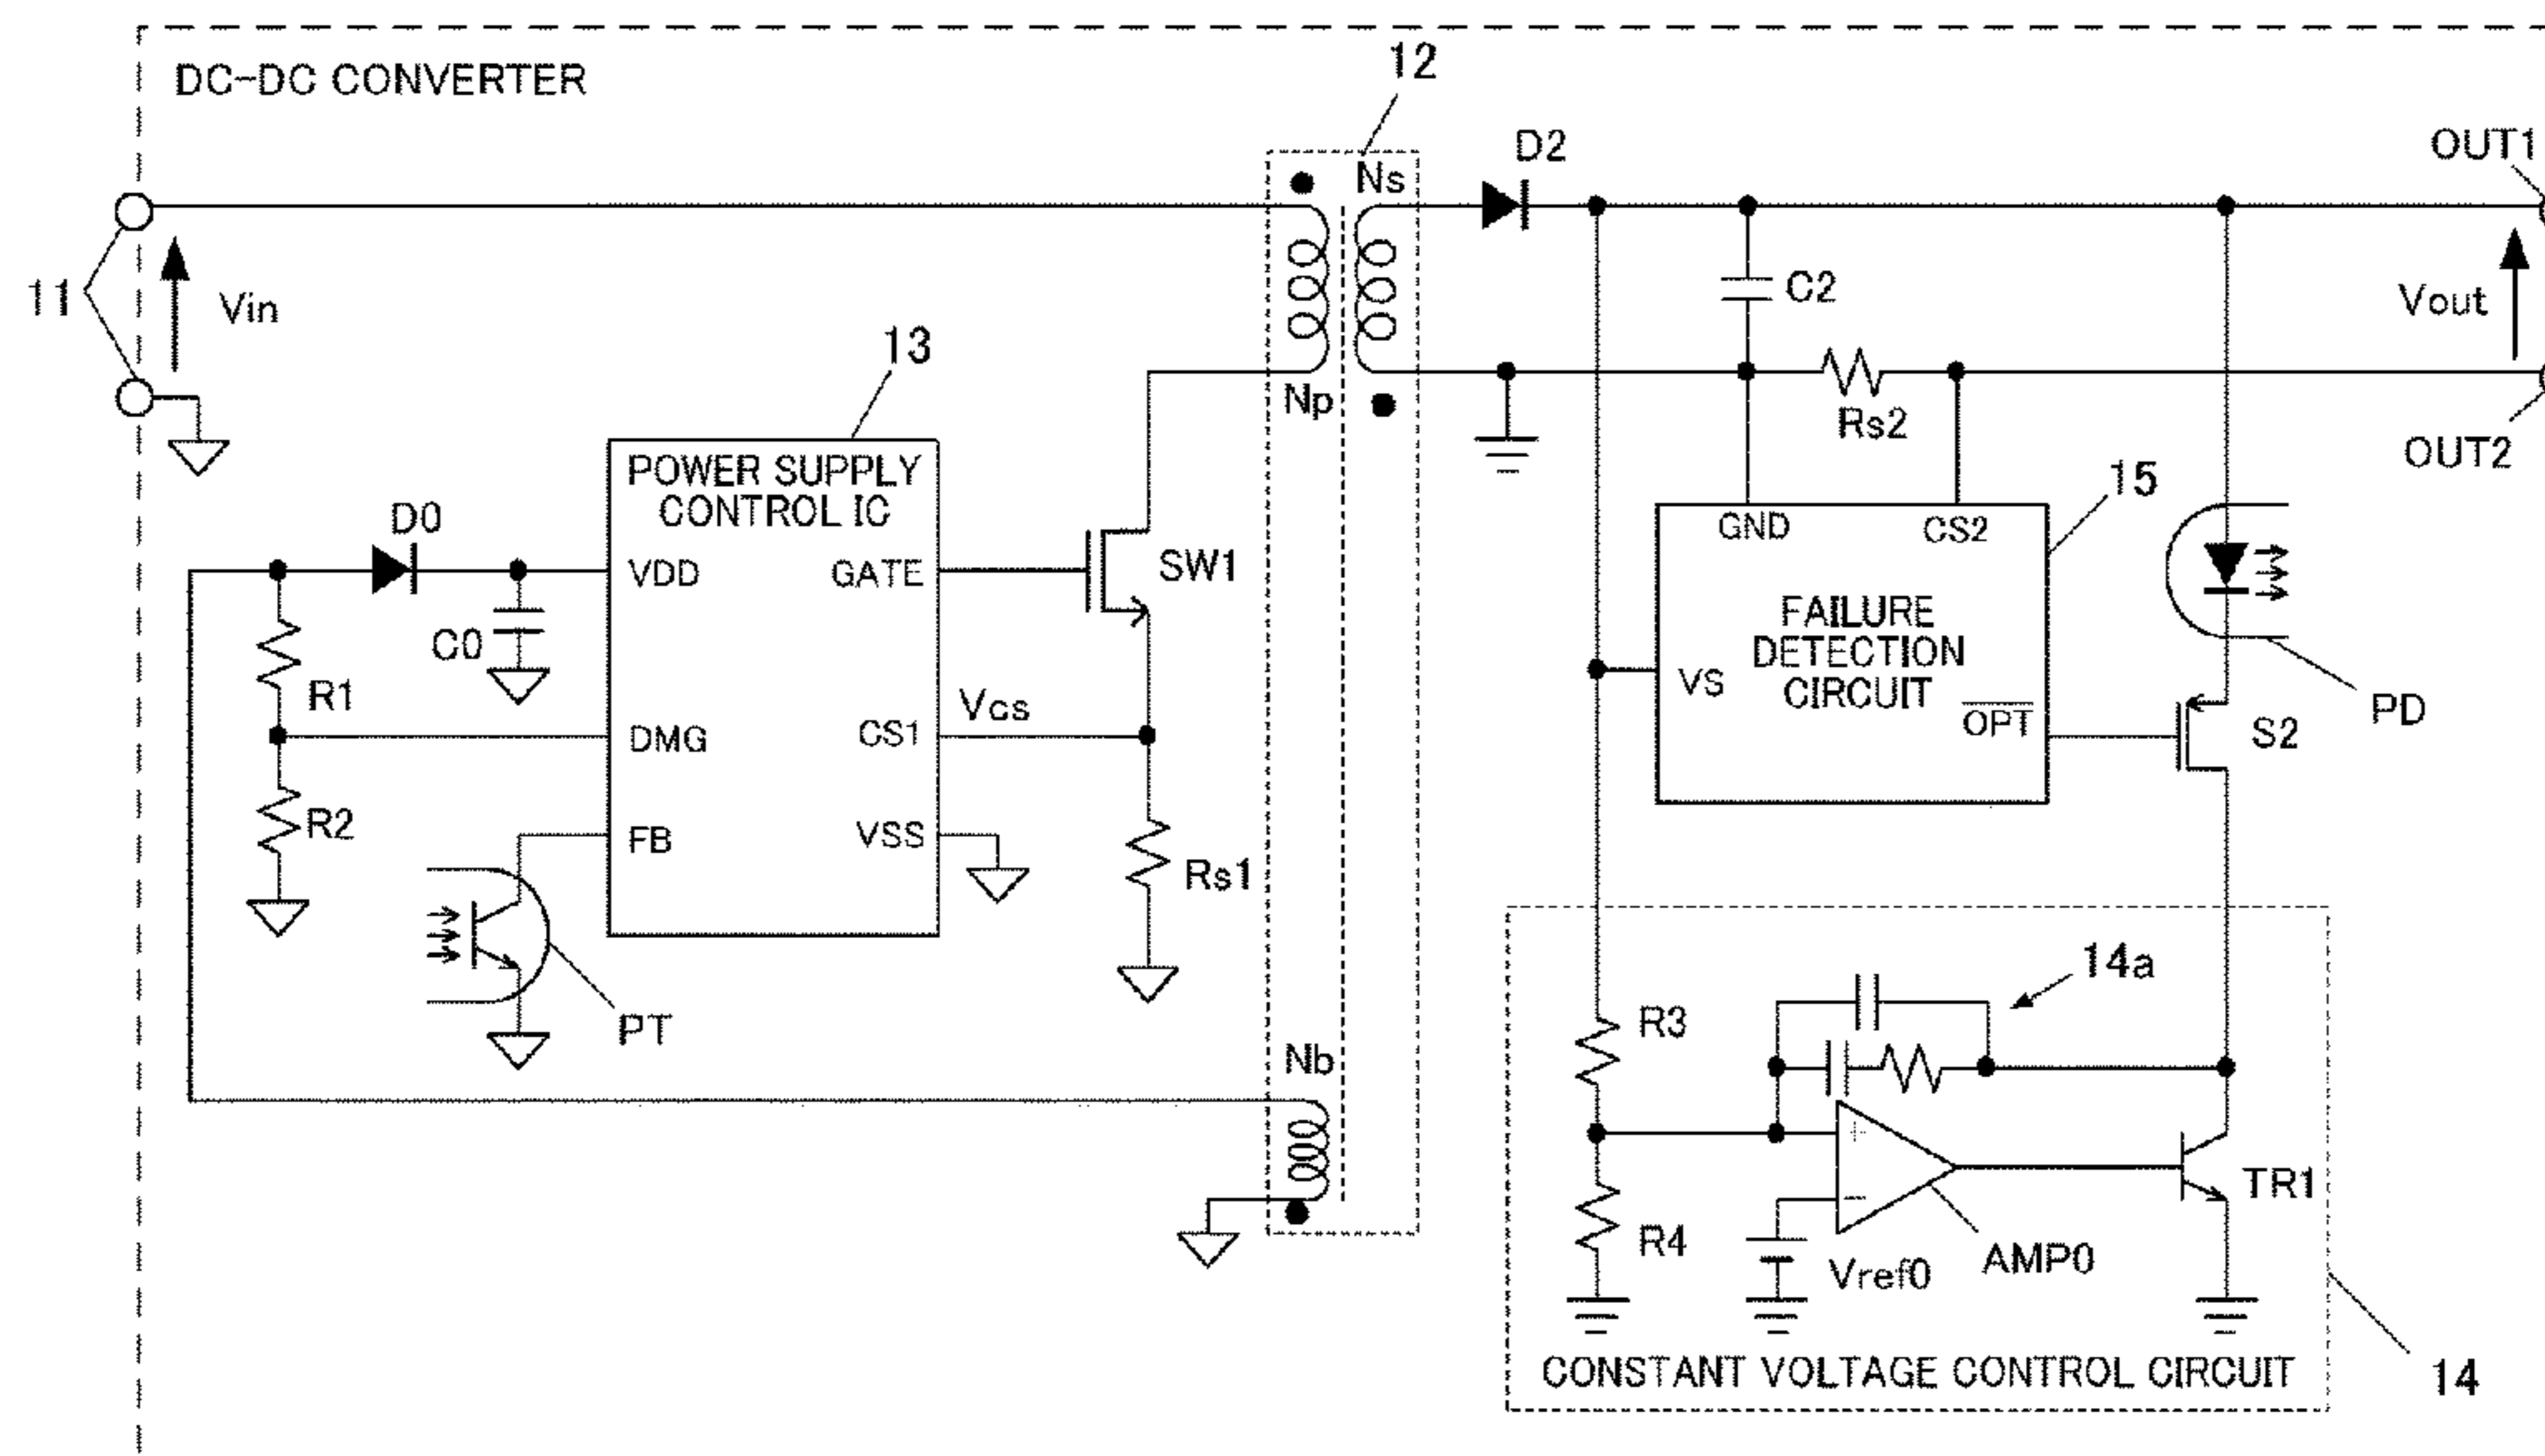 DC-DC CONVERTER
12
D2
OUT1
Ns
11
Vin
C2
Vout
13
Np
Rs2
OUT2
POWER SUPPLY
CONTROL IC
15
D0
GND
CS2
VDD
GATE
SW1
C0
FAILURE
DETECTION
CIRCUIT
VS
R1
Vcs
OPT
PD
DMG
CS1
S2
R2
FB
VSS
Rs1
14a
PT
R3
Nb
+
TR1
−
R4
Vref0
AMP0
CONSTANT VOLTAGE CONTROL CIRCUIT
14